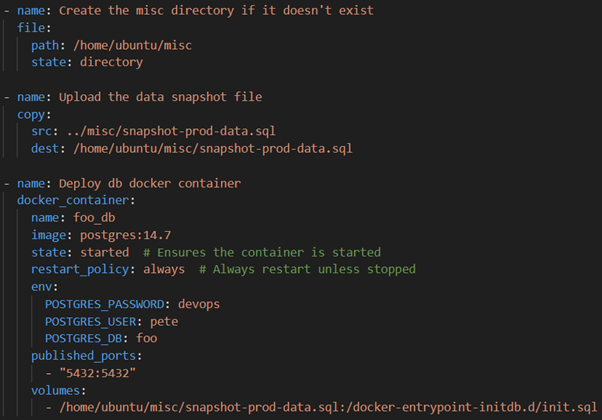 - name: Create the misc directory if it doesn't exist
  file:
    path: /home/ubuntu/misc
    state: directory

- name: Upload the data snapshot file
  copy:
    src: ../misc/snapshot-prod-data.sql
    dest: /home/ubuntu/misc/snapshot-prod-data.sql

- name: Deploy db docker container
  docker_container:
    name: foo_db
    image: postgres:14.7
    state: started  # Ensures the container is started
    restart_policy: always  # Always restart unless stopped
    env:
      POSTGRES_PASSWORD: devops
      POSTGRES_USER: pete
      POSTGRES_DB: foo
    published_ports:
      - "5432:5432"
    volumes:
      - /home/ubuntu/misc/snapshot-prod-data.sql:/docker-entrypoint-initdb.d/init.sql